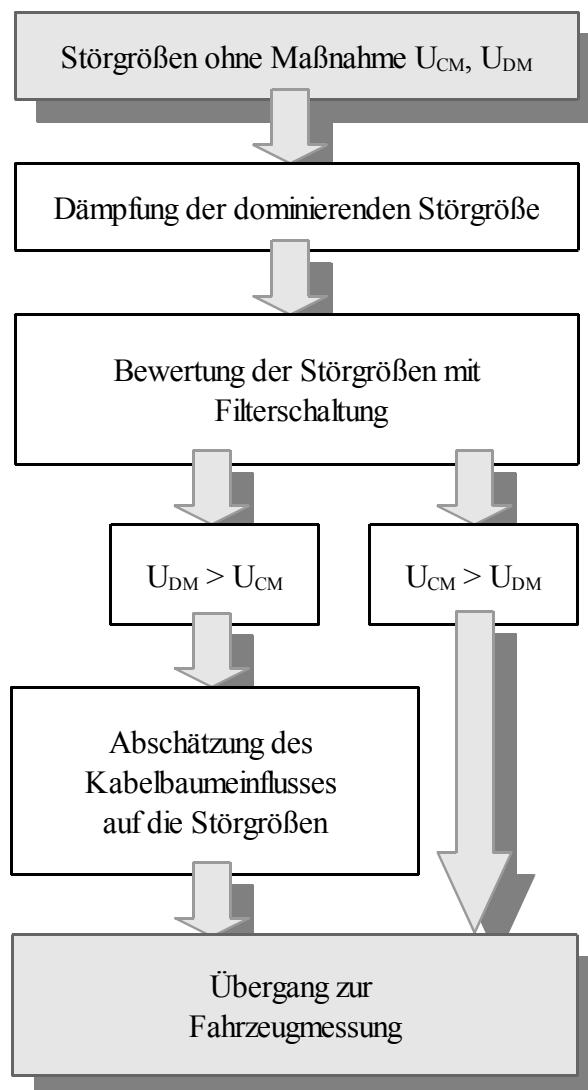 Störgrößen ohne Maßnahme U_CM, U_DM
Dämpfung der dominierenden Störgröße
Bewertung der Störgrößen mit
Filterschaltung
U_DM > U_CM
U_CM > U_DM
Abschätzung des
Kabelbaumeinflusses
auf die Störgrößen
Übergang zur
Fahrzeugmessung